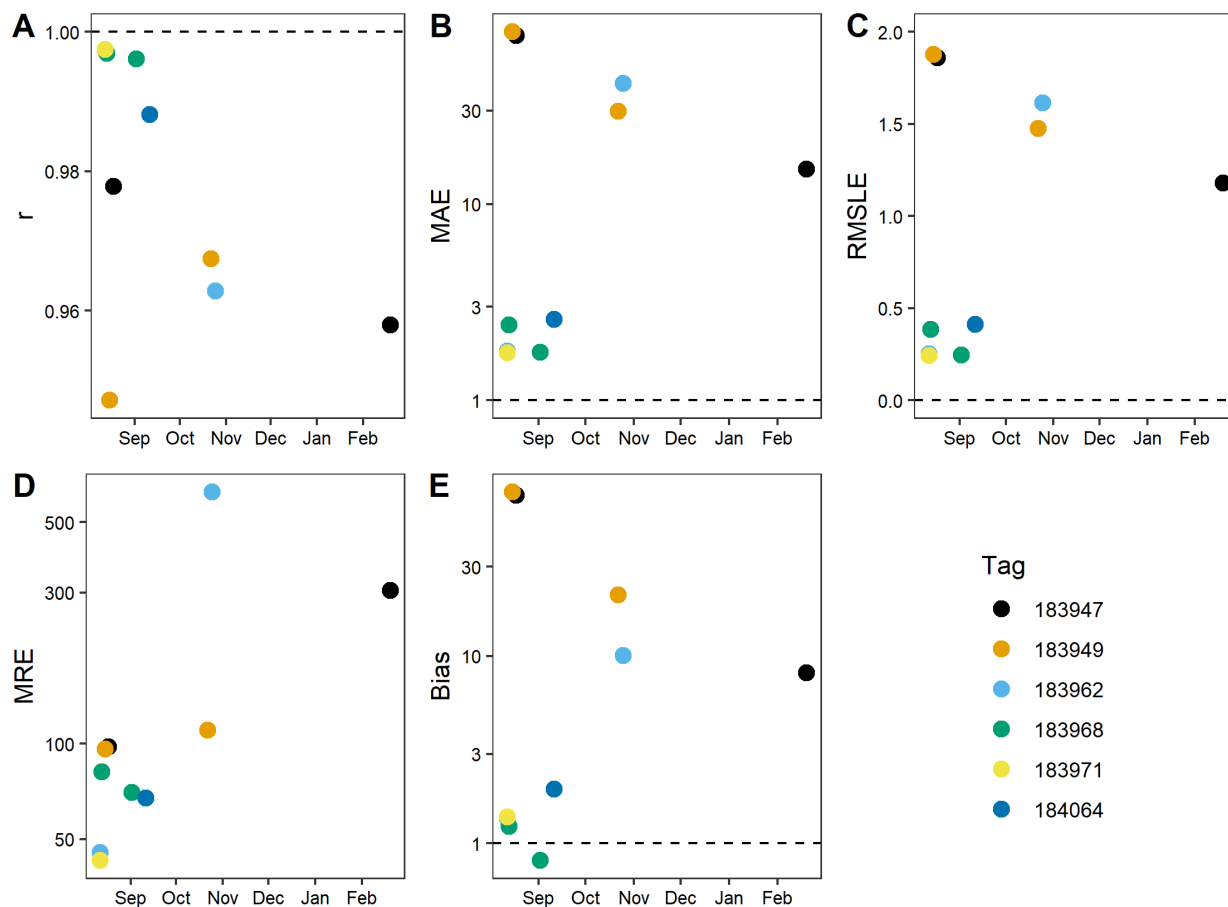 A
1.00
0.98
0.96
r
Sep Oct Nov Dec Jan Feb
B
30
10
3
1
MAE
Sep Oct Nov Dec Jan Feb
C
2.0
1.5
1.0
0.5
0.0
RMSLE
Sep Oct Nov Dec Jan Feb
D
500
300
100
50
MRE
Sep Oct Nov Dec Jan Feb
E
30
10
3
1
Bias
Sep Oct Nov Dec Jan Feb
Tag
183947
183949
183962
183968
183971
184064